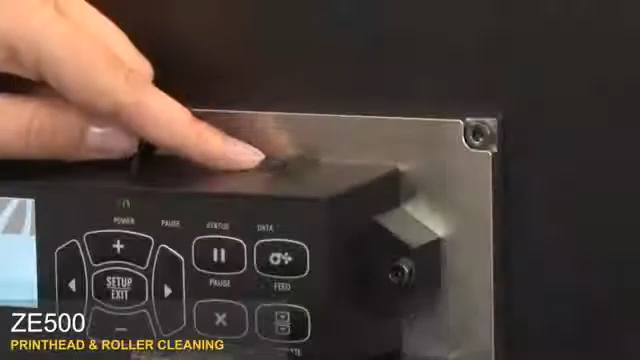 POWER PAUSE STATUS DATA
+
SETUP
EXIT
PAUSE FEED
ZE500
PRINTHEAD & ROLLER CLEANING